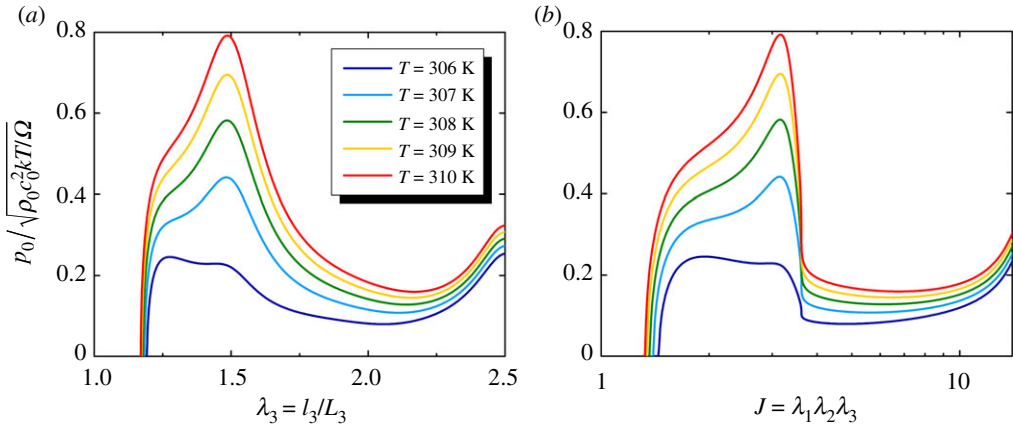 (a)
0.8
0.6
0.4
0.2
0
1.0
1.5
2.0
2.5
p₀/√ρ₀c₀²kT/Ω
λ₃ = l₃/L₃
T = 306 K
T = 307 K
T = 308 K
T = 309 K
T = 310 K
(b)
0.8
0.6
0.4
0.2
0
1
10
J = λ₁λ₂λ₃